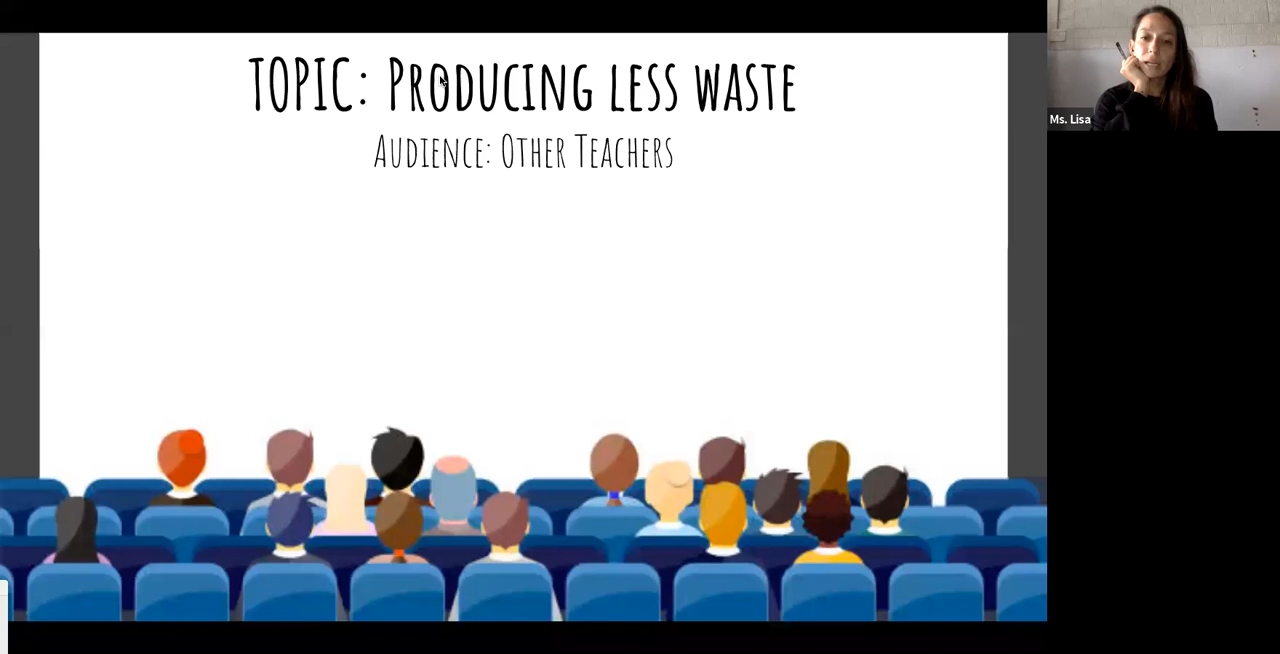 TOPIC: PRODUCING LESS WASTE
AUDIENCE: OTHER TEACHERS
Ms. Lisa